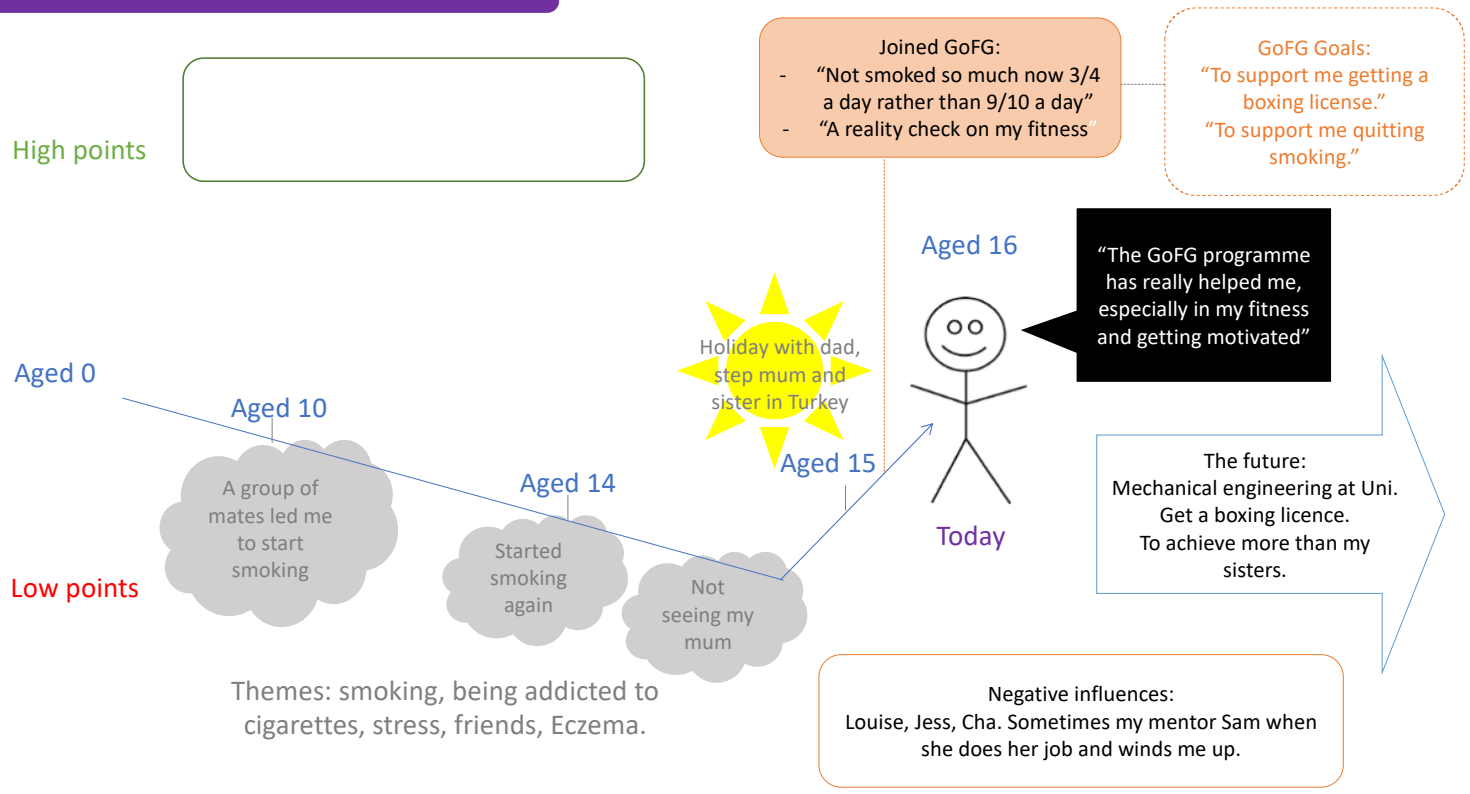 Joined GoFG:
- “Not smoked so much now 3/4
a day rather than 9/10 a day”
- “A reality check on my fitness”
GoFG Goals:
“To support me getting a
boxing license.”
“To support me quitting
smoking.”
High points
Aged 16
“The GoFG programme
has really helped me,
especially in my fitness
and getting motivated”
Holiday with dad,
step mum and
sister in Turkey
Aged 0
Aged 10
Aged 14
Aged 15
A group of
mates led me
to start
smoking
Started
smoking
again
Not
seeing my
mum
Today
The future:
Mechanical engineering at Uni.
Get a boxing licence.
To achieve more than my
sisters.
Low points
Themes: smoking, being addicted to
cigarettes, stress, friends, Eczema.
Negative influences:
Louise, Jess, Cha. Sometimes my mentor Sam when
she does her job and winds me up.